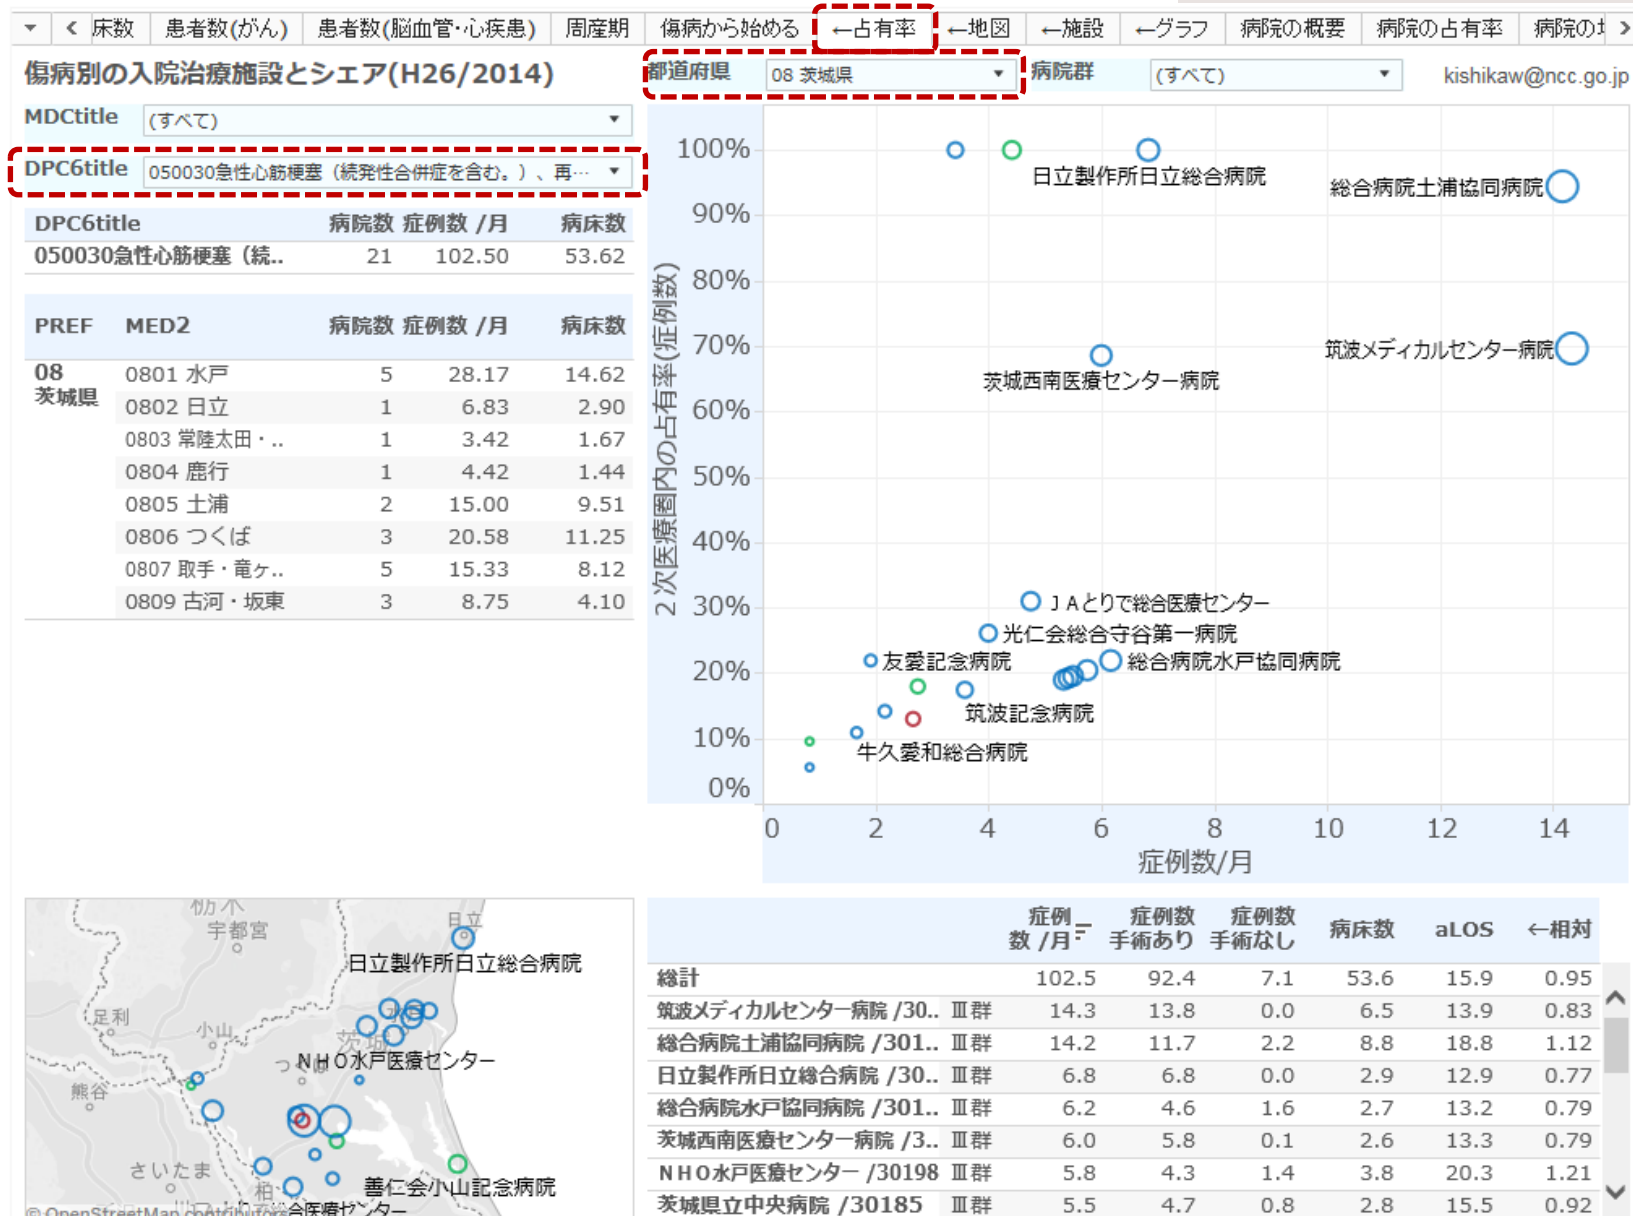 床数 患者数(がん) 患者数(脳血管・心疾患) 周産期 傷病から始める ←占有率 ←地図 ←施設 ←グラフ 病院の概要 病院の占有率
傷病別の入院治療施設とシェア(H26/2014)
都道府県 08 茨城県 病院群 (すべて) kishikaw@ncc.go.jp
MDCtitle (すべて)
DPC6title 050030急性心筋梗塞（続発性合併症を含む。）、再…
DPC6title 病院数 症例数 /月 病床数
050030急性心筋梗塞（続.. 21 102.50 53.62
PREF MED2 病院数 症例数 /月 病床数
08 茨城県
0801 水戸 5 28.17 14.62
0802 日立 1 6.83 2.90
0803 常陸太田・.. 1 3.42 1.67
0804 鹿行 1 4.42 1.44
0805 土浦 2 15.00 9.51
0806 つくば 3 20.58 11.25
0807 取手・竜ヶ.. 5 15.33 8.12
0809 古河・坂東 3 8.75 4.10
2次医療圏内の占有率(症例数)
100%
90%
80%
70%
60%
50%
40%
30%
20%
10%
0%
日立製作所日立総合病院
総合病院土浦協同病院
筑波メディカルセンター病院
茨城西南医療センター病院
ＪＡとりで総合医療センター
光仁会総合守谷第一病院
友愛記念病院
総合病院水戸協同病院
筑波記念病院
牛久愛和総合病院
0 2 4 6 8 10 12 14
症例数/月
栃木
宇都宮
日立
日立製作所日立総合病院
足利
小山
茨城
ＮＨＯ水戸医療センター
熊谷
さいたま
柏
善仁会小山記念病院
© OpenStreetMap contributors
合医療センター
症例数 /月 症例数手術あり 症例数手術なし 病床数 aLOS ←相対
総計 102.5 92.4 7.1 53.6 15.9 0.95
筑波メディカルセンター病院 /30.. Ⅲ群 14.3 13.8 0.0 6.5 13.9 0.83
総合病院土浦協同病院 /301.. Ⅲ群 14.2 11.7 2.2 8.8 18.8 1.12
日立製作所日立総合病院 /30.. Ⅲ群 6.8 6.8 0.0 2.9 12.9 0.77
総合病院水戸協同病院 /301.. Ⅲ群 6.2 4.6 1.6 2.7 13.2 0.79
茨城西南医療センター病院 /3.. Ⅲ群 6.0 5.8 0.1 2.6 13.3 0.79
ＮＨＯ水戸医療センター /30198 Ⅲ群 5.8 4.3 1.4 3.8 20.3 1.21
茨城県立中央病院 /30185 Ⅲ群 5.5 4.7 0.8 2.8 15.5 0.92